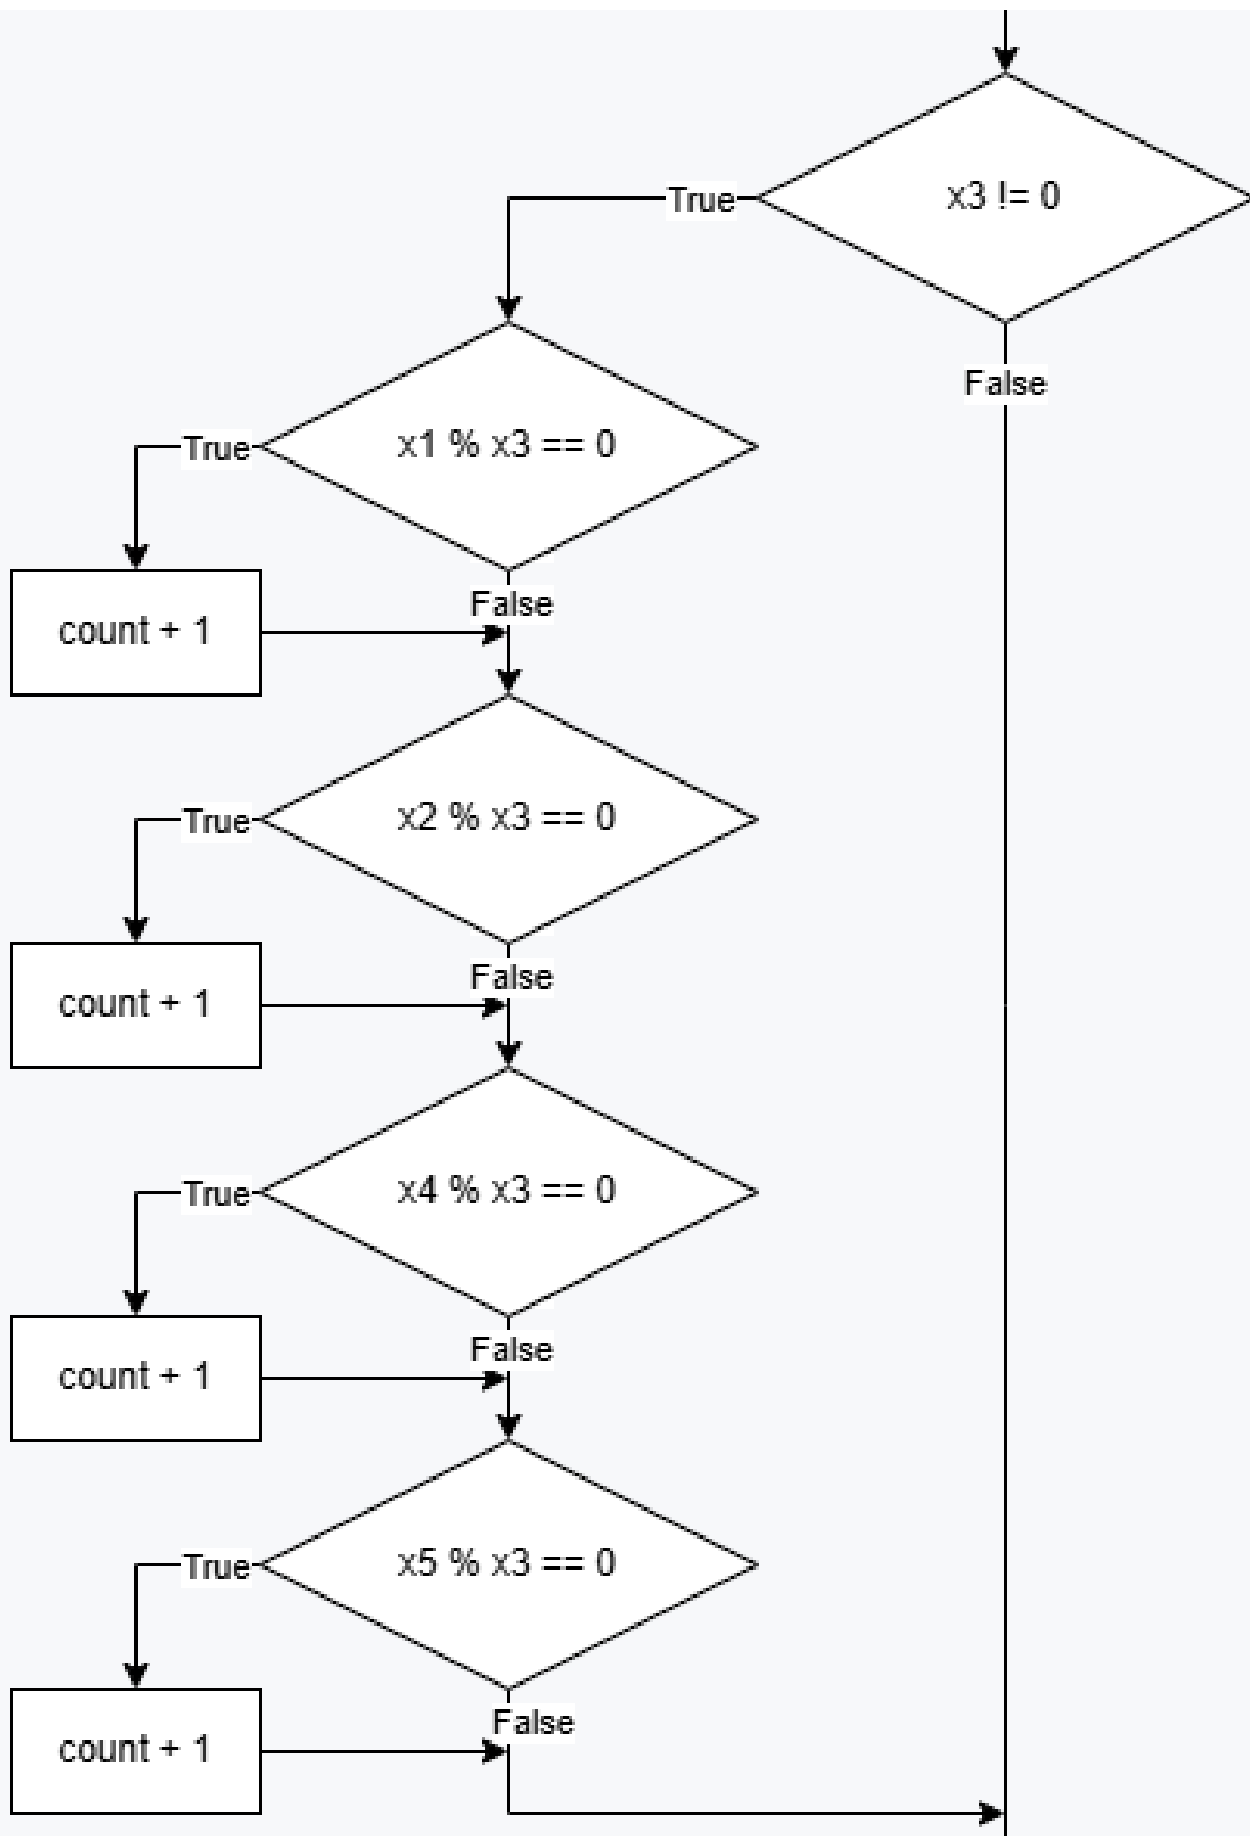 x3 != 0
True
False
x1 % x3 == 0
True
False
count + 1
x2 % x3 == 0
True
False
count + 1
x4 % x3 == 0
True
False
count + 1
x5 % x3 == 0
True
False
count + 1